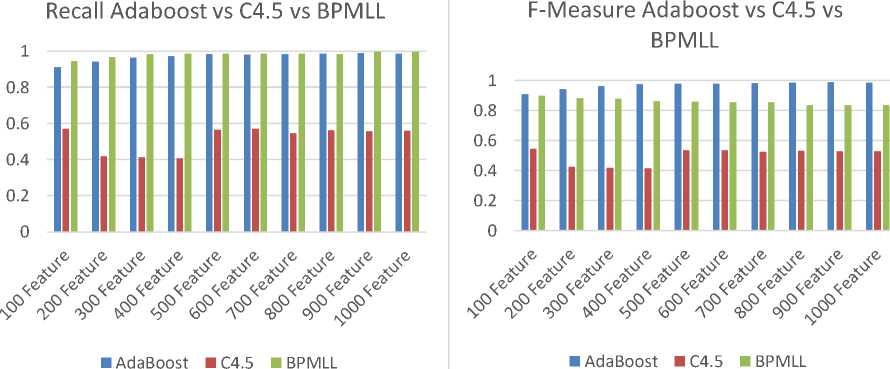 Recall Adaboost vs C4.5 vs BPMLL
1
0.8
0.6
0.4
0.2
0
100 Feature
200 Feature
300 Feature
400 Feature
500 Feature
600 Feature
700 Feature
800 Feature
900 Feature
1000 Feature
AdaBoost C4.5 BPMLL
F-Measure Adaboost vs C4.5 vs
BPMLL
1
0.8
0.6
0.4
0.2
0
100 Feature
200 Feature
300 Feature
400 Feature
500 Feature
600 Feature
700 Feature
800 Feature
900 Feature
1000 Feature
AdaBoost C4.5 BPMLL